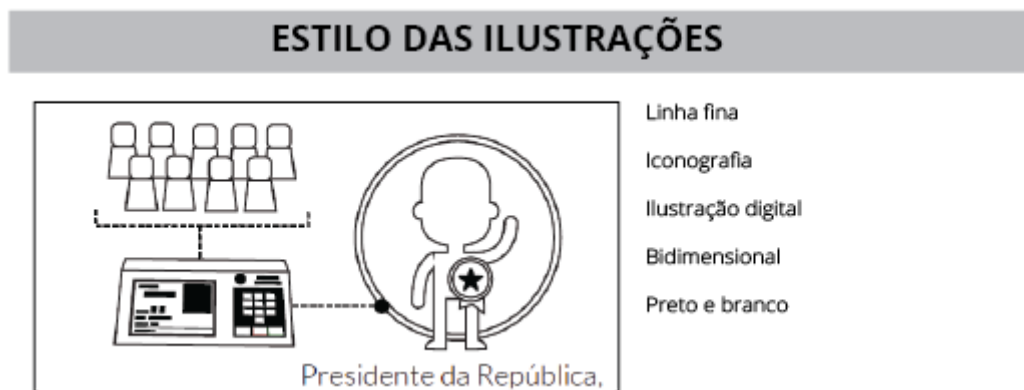 ESTILO DAS ILUSTRAÇÕES
Linha fina
Iconografia
Ilustração digital
Bidimensional
Preto e branco
Presidente da República,